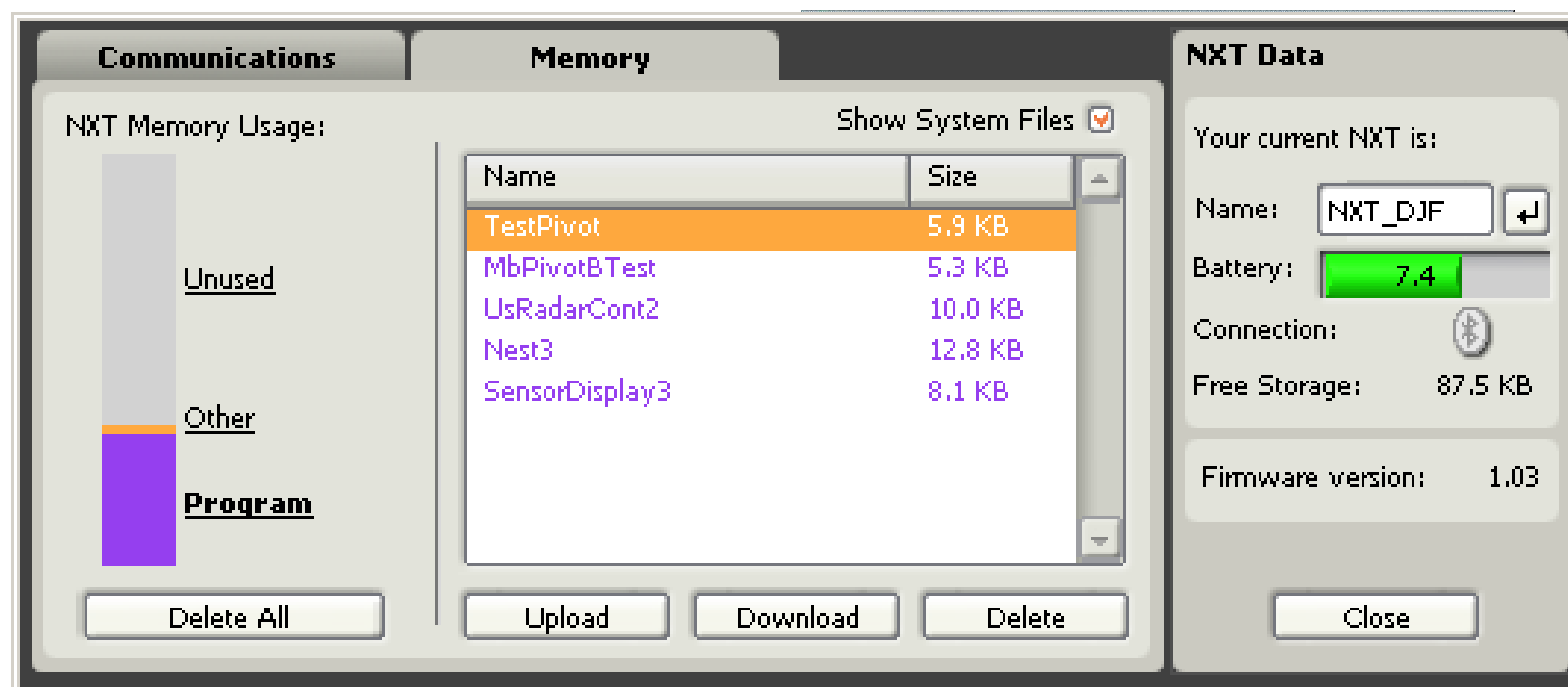 Communications
Memory
NXT Memory Usage:
Unused
Other
Program
Delete All
Show System Files
Name Size
TestPivot 5.9 KB
MbPivotBTest 5.3 KB
UsRadarCont2 10.0 KB
Nest3 12.8 KB
SensorDisplay3 8.1 KB
Upload Download Delete
NXT Data
Your current NXT is:
Name: NXT_DJF
Battery: 7.4
Connection:
Free Storage: 87.5 KB
Firmware version: 1.03
Close